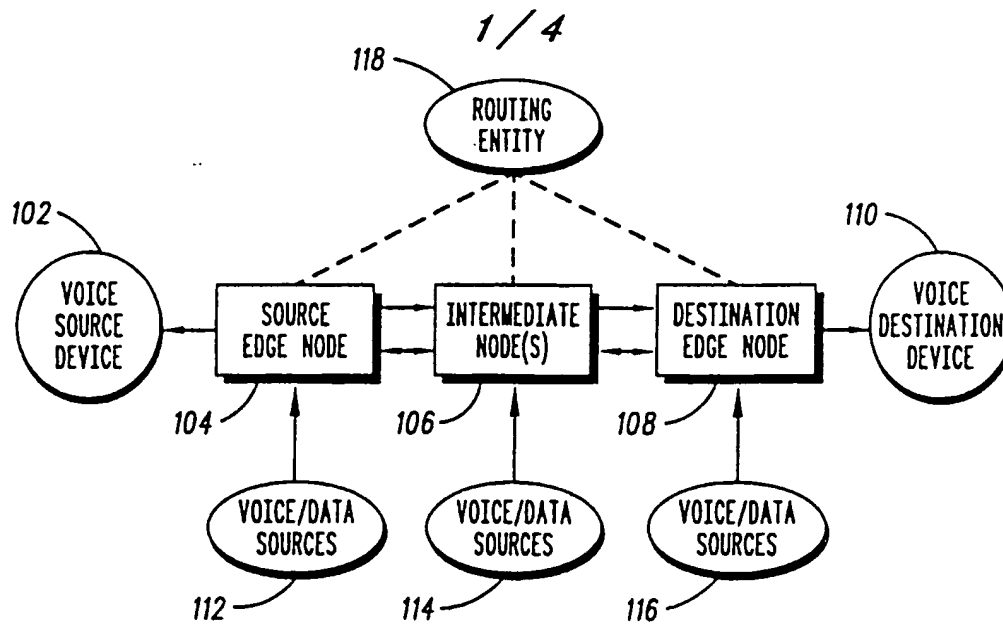 1/4
118
ROUTING
ENTITY
102
110
VOICE
SOURCE
DEVICE
SOURCE
EDGE NODE
INTERMEDIATE
NODE(S)
DESTINATION
EDGE NODE
VOICE
DESTINATION
DEVICE
104
106
108
VOICE/DATA
SOURCES
VOICE/DATA
SOURCES
VOICE/DATA
SOURCES
112
114
116